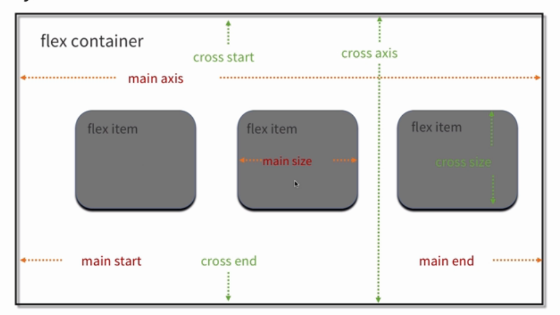 flex container
cross start
cross axis
main axis
flex item
flex item
flex item
main size
cross size
main start
cross end
main end